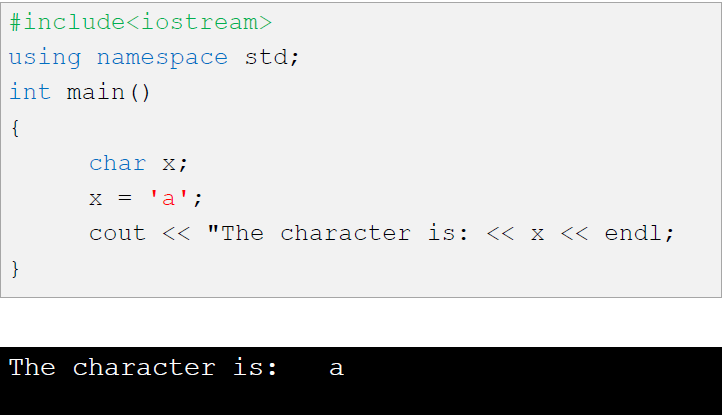 #include<iostream>
using namespace std;
int main()
{
char x;
x = 'a';
cout << "The character is: << x << endl;
}
The character is:   a